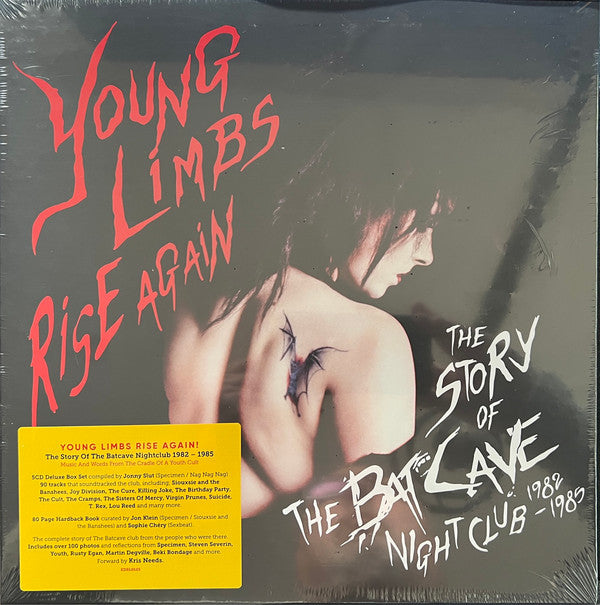 YOUNG
LIMBS
RISE AGAIN
THE
STORY
OF
THE BATCAVE
NIGHT CLUB 1982
- 1985
YOUNG LIMBS RISE AGAIN!
The Story Of The Batcave Nightclub 1982 – 1985
Music And Words From The Cradle Of A Youth Cult
5CD Deluxe Box Set compiled by Jonny Slut (Specimen / Nag Nag Nag)
90 tracks that soundtracked the club, including; Siouxsie and the
Banshees, Joy Division, The Cure, Killing Joke, The Birthday Party,
The Cult, The Cramps, The Sisters Of Mercy, Virgin Prunes, Suicide,
T. Rex, Lou Reed and many more.
80 Page Hardback Book curated by Jon Klein (Specimen / Siouxsie and
the Banshees) and Sophie Chéry (Sexbeat).
The complete story of The Batcave club from the people who were there.
Includes over 100 photos and reflections from Specimen, Steven Severin,
Youth, Rusty Egan, Martin Degville, Beki Bondage and more.
Forward by Kris Needs.